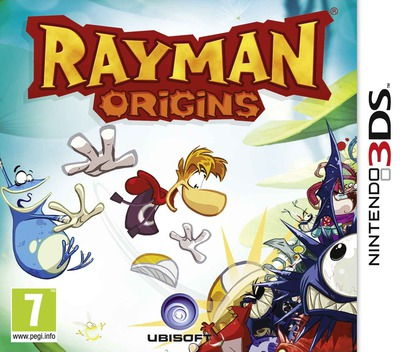 RAYMAN
ORIGINS
NINTENDO 3DS
7
www.pegi.info
UBISOFT